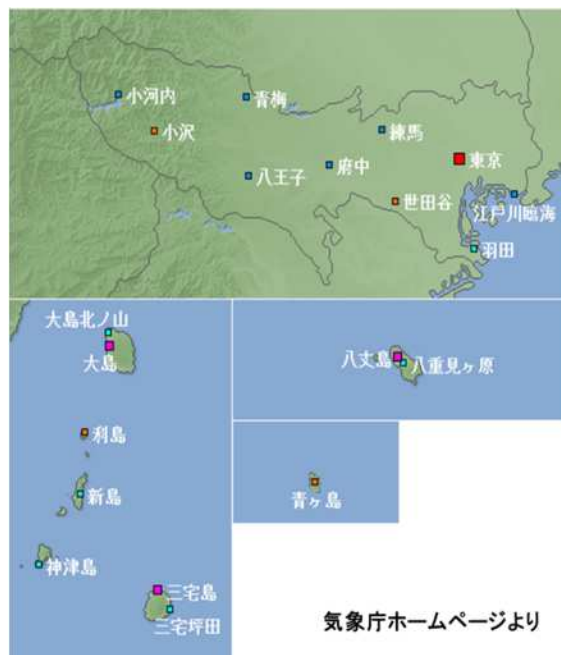 小河内
青梅
小沢
練馬
東京
府中
八王子
世田谷
江戸川臨海
羽田
大島北ノ山
大島
八丈島
八重見ヶ原
利島
新島
青ヶ島
神津島
三宅島
三宅坪田
気象庁ホームページより